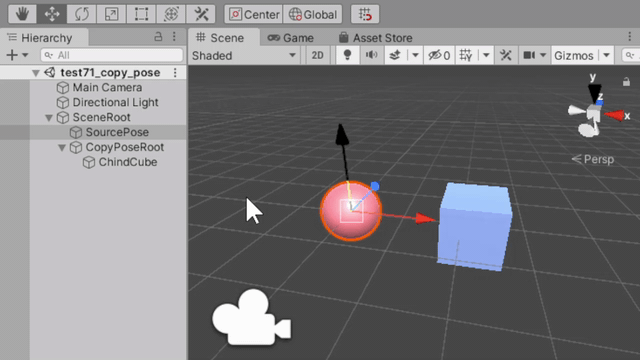 Center Global
Hierarchy
All
test71_copy_pose
Main Camera
Directional Light
SceneRoot
SourcePose
CopyPoseRoot
ChindCube
Scene Game Asset Store
Shaded 2D 0 Gizmos
y
z
x
Persp